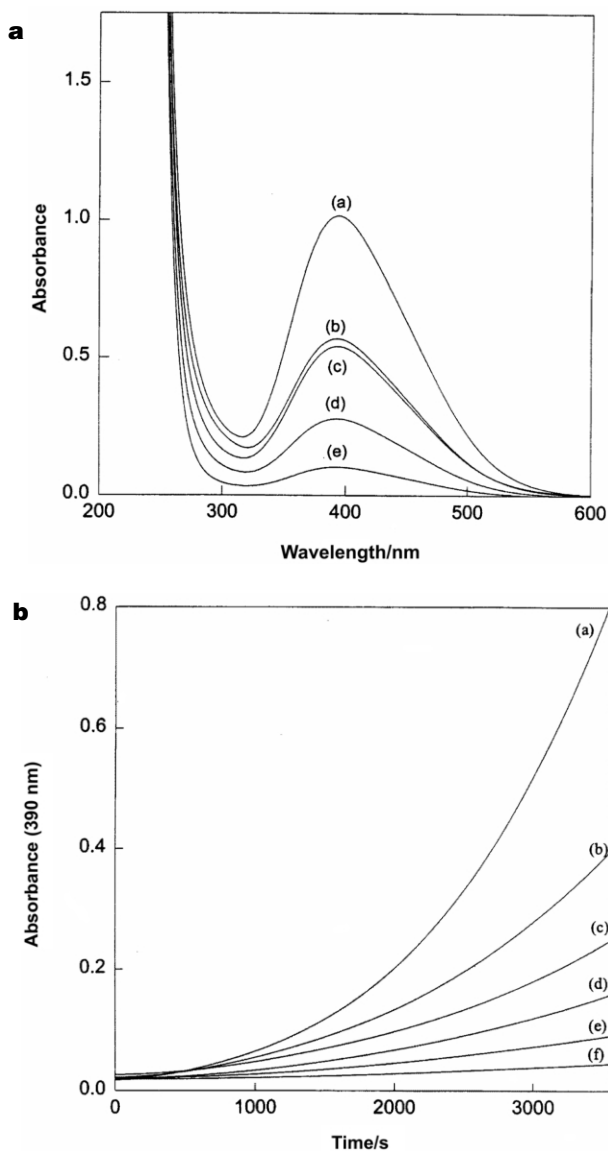 a
1.5
1.0
0.5
0.0
Absorbance
(a)
(b)
(c)
(d)
(e)
200 300 400 500 600
Wavelength/nm
b
0.8
0.6
0.4
0.2
0.0
Absorbance (390 nm)
(a)
(b)
(c)
(d)
(e)
(f)
0 1000 2000 3000
Time/s